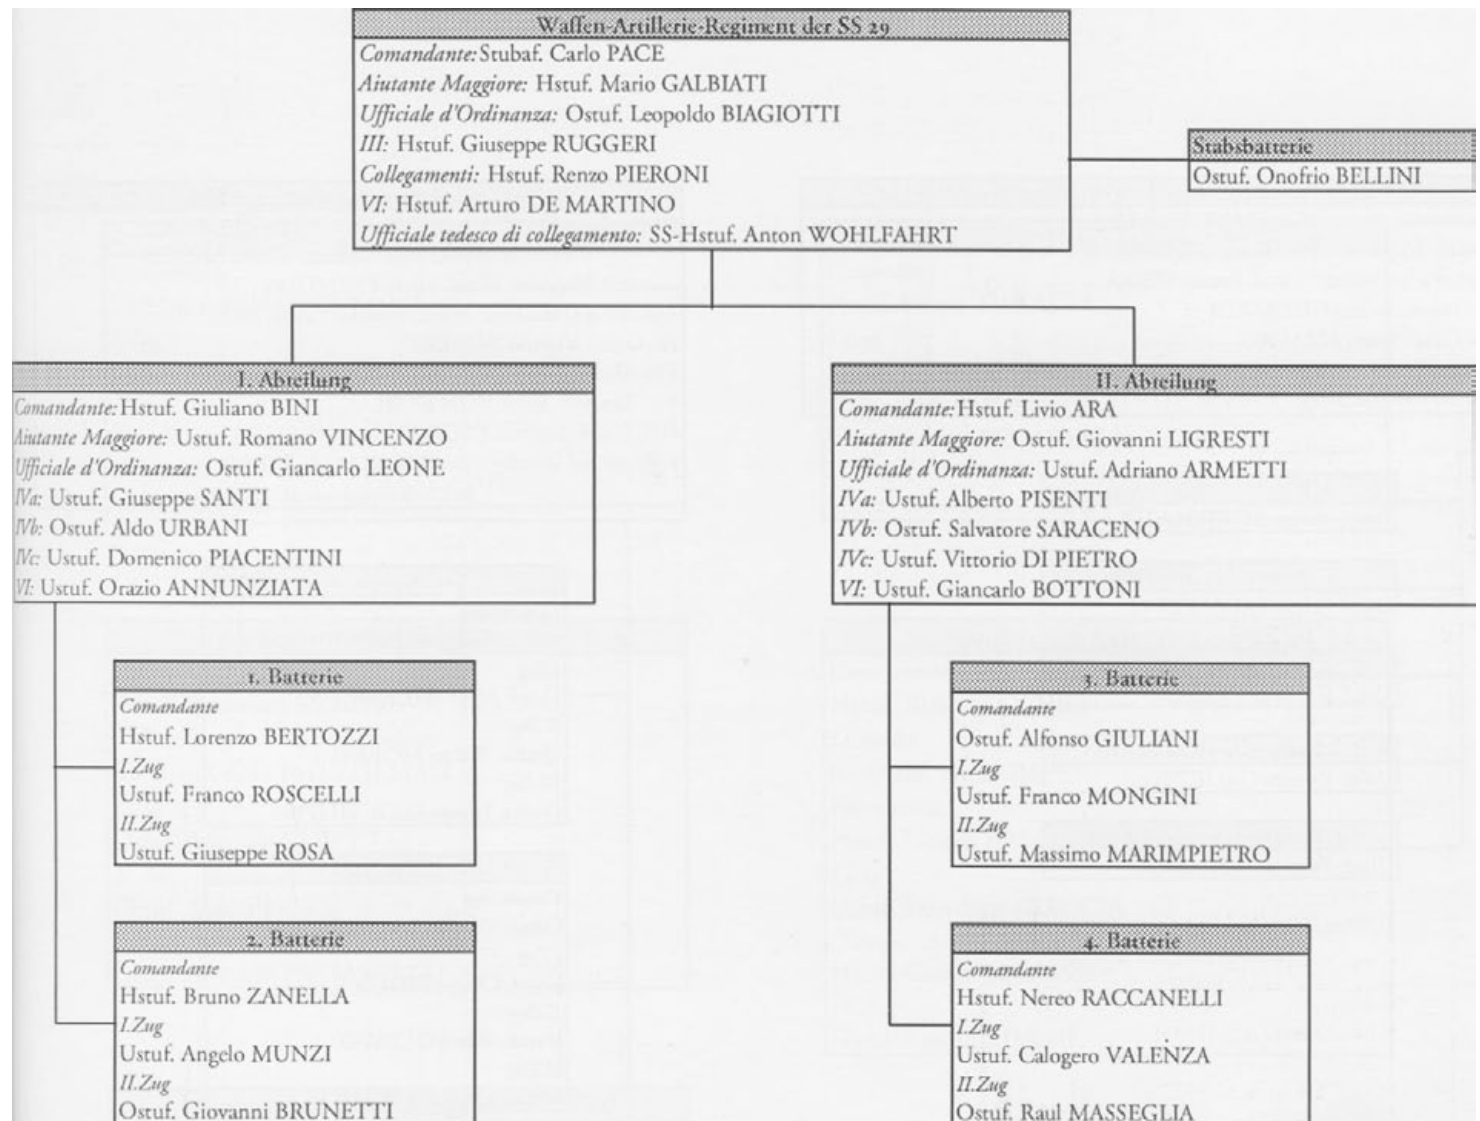 Waffen-Artillerie-Regiment der SS 29
Comandante: Stubaf. Carlo PACE
Aiutante Maggiore: Hstuf. Mario GALBIATI
Ufficiale d'Ordinanza: Ostuf. Leopoldo BIAGIOTTI
III: Hstuf. Giuseppe RUGGERI
Collegamenti: Hstuf. Renzo PIERONI
VI: Hstuf. Arturo DE MARTINO
Ufficiale tedesco di collegamento: SS-Hstuf. Anton WOHLFAHRT
Stabsbatterie
Ostuf. Onofrio BELLINI
I. Abteilung
Comandante: Hstuf. Giuliano BINI
Aiutante Maggiore: Ustuf. Romano VINCENZO
Ufficiale d'Ordinanza: Ostuf. Giancarlo LEONE
IVa: Ustuf. Giuseppe SANTI
IVb: Ostuf. Aldo URBANI
IVc: Ustuf. Domenico PIACENTINI
VI: Ustuf. Orazio ANNUNZIATA
1. Batterie
Comandante
Hstuf. Lorenzo BERTOZZI
I.Zug
Ustuf. Franco ROSCELLI
II.Zug
Ustuf. Giuseppe ROSA
2. Batterie
Comandante
Hstuf. Bruno ZANELLA
I.Zug
Ustuf. Angelo MUNZI
II.Zug
Ostuf. Giovanni BRUNETTI
II. Abteilung
Comandante: Hstuf. Livio ARA
Aiutante Maggiore: Ostuf. Giovanni LIGRESTI
Ufficiale d'Ordinanza: Ustuf. Adriano ARMETTI
IVa: Ustuf. Alberto PISENTI
IVb: Ostuf. Salvatore SARACENO
IVc: Ustuf. Vittorio DI PIETRO
VI: Ustuf. Giancarlo BOTTONI
3. Batterie
Comandante
Ostuf. Alfonso GIULIANI
I.Zug
Ustuf. Franco MONGINI
II.Zug
Ustuf. Massimo MARIMPIETRO
4. Batterie
Comandante
Hstuf. Nereo RACCANELLI
I.Zug
Ustuf. Calogero VALENZA
II.Zug
Ostuf. Raul MASSEGLIA